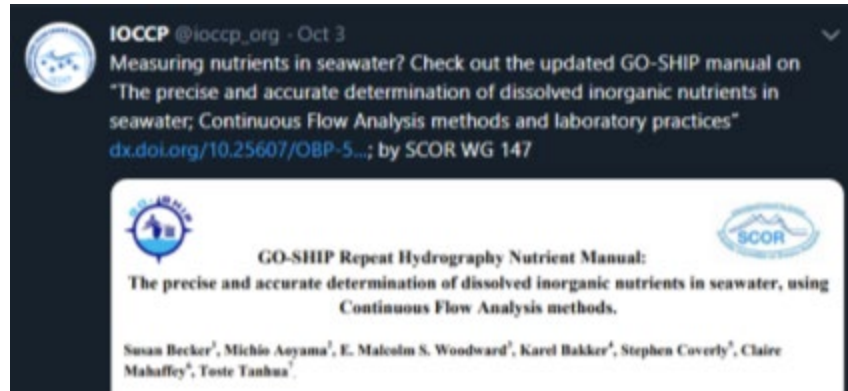 IOCCP @ioccp_org · Oct 3
Measuring nutrients in seawater? Check out the updated GO-SHIP manual on
"The precise and accurate determination of dissolved inorganic nutrients in
seawater; Continuous Flow Analysis methods and laboratory practices"
dx.doi.org/10.25607/OBP-5...; by SCOR WG 147
GO-SHIP
SCOR
GO-SHIP Repeat Hydrography Nutrient Manual:
The precise and accurate determination of dissolved inorganic nutrients in seawater, using
Continuous Flow Analysis methods.
Susan Becker¹, Michio Aoyama², E. Malcolm S. Woodward³, Karel Bakker⁴, Stephen Coverly⁵, Claire
Mahaffey⁶, Toste Tanhua⁷